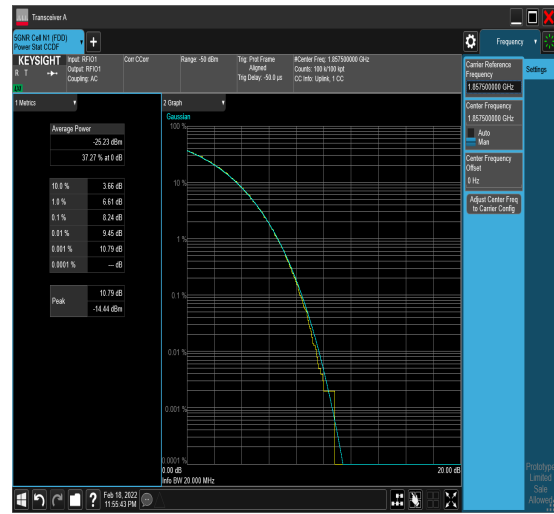 Transceiver A
5GNR Cell N1 (FDD)
Power Stat CCDF
Frequency
KEYSIGHT
R T
Input: RFIO1
Output: RFIO1
Coupling: AC
Corr CCorr
Range: -50 dBm
Trig: Phrd Frame
Aligned
Trig Delay: -50.0 µs
#Center Freq: 1.857500000 GHz
Counts: 100 k/100 kpt
CC Info: Uplink, 1 CC
1 Metrics
Average Power
-25.23 dBm
37.27 % at 0 dB
10.0 % 3.66 dB
1.0 % 6.61 dB
0.1 % 8.24 dB
0.01 % 9.45 dB
0.001 % 10.79 dB
0.0001 % --- dB
Peak
10.79 dB
-14.44 dBm
2 Graph
Gaussian
100 %
10 %
1 %
0.1 %
0.01 %
0.001 %
0.0001 %
0.00 dB
20.00 dB
Info BW 20.000 MHz
Carrier Reference
Frequency
1.857500000 GHz
Center Frequency
1.857500000 GHz
Auto
Man
Center Frequency
Offset
0 Hz
Adjust Center Freq
to Carrier Config
Settings
Prototype
Limited
Sale
Allowed
Feb 18, 2022
11:55:43 PM